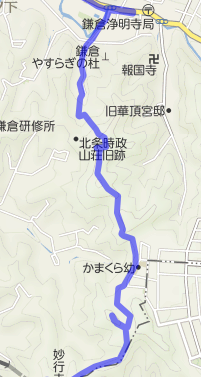 下
鎌倉浄明寺局
鎌倉
やすらぎの杜
報国寺
旧華頂宮邸
鎌倉研修所
北条時政
山荘旧跡
かまくら幼
妙行寺